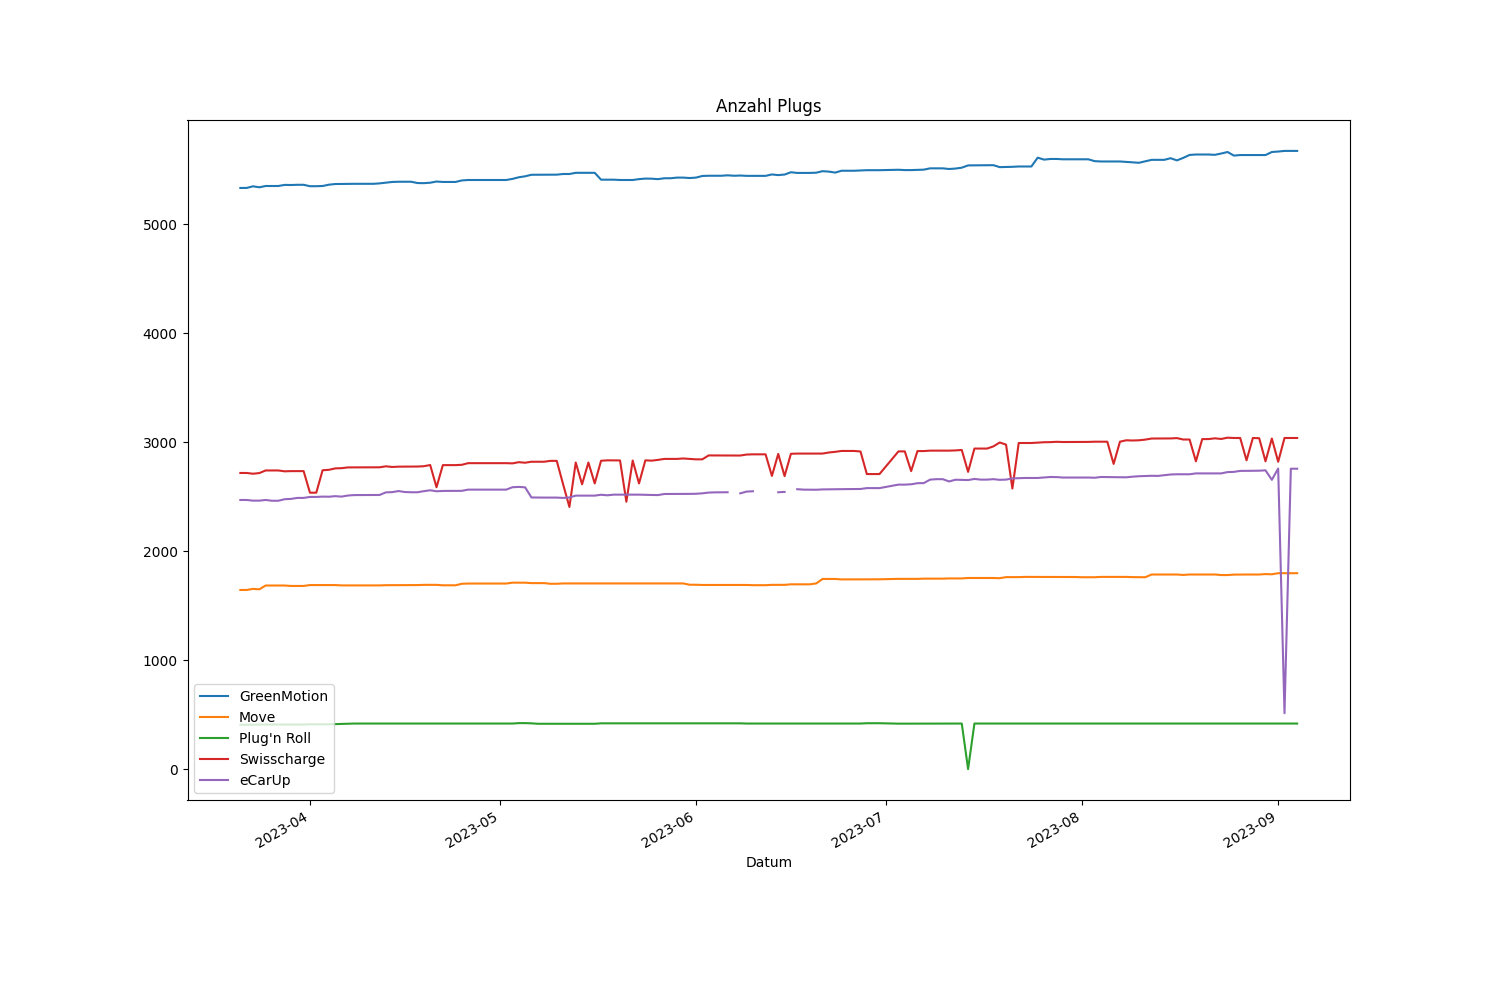 Anzahl Plugs
5000
4000
3000
2000
1000
0
GreenMotion
Move
Plug'n Roll
Swisscharge
eCarUp
2023-04
2023-05
2023-06
2023-07
2023-08
2023-09
Datum